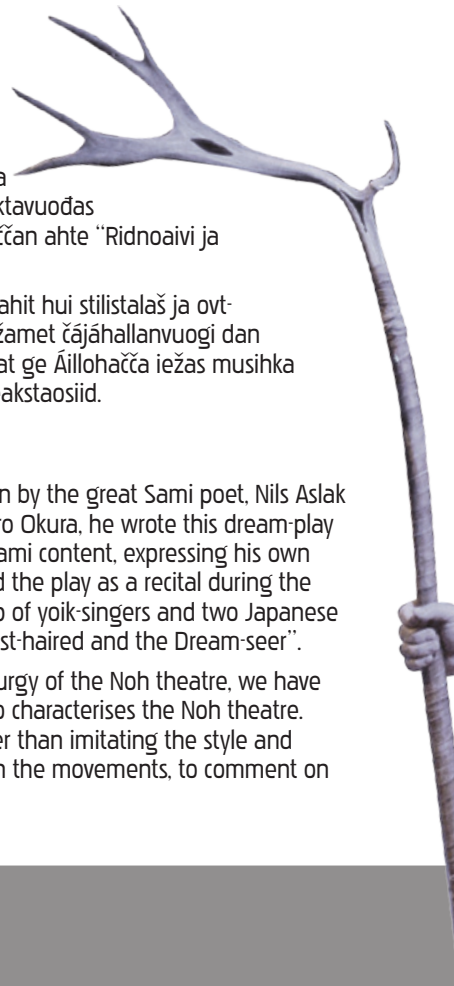 a
ktavuođas
ččan ahte “Ridnoaivi ja
ahit hui stilistalaš ja ovt-
žamet čájáhallanvuogi dan
at ge Áillohačča iežas musihka
akstaosiid.
n by the great Sami poet, Nils Aslak
ro Okura, he wrote this dream-play
ami content, expressing his own
d the play as a recital during the
o of yoik-singers and two Japanese
st-haired and the Dream-seer”.
urgy of the Noh theatre, we have
o characterises the Noh theatre.
er than imitating the style and
n the movements, to comment on